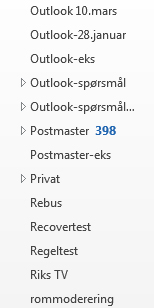 Outlook 10.mars
Outlook-28.januar
Outlook-eks
Outlook-spørsmål
Outlook-spørsmål...
Postmaster 398
Postmaster-eks
Privat
Rebus
Recovertest
Regeltest
Riks TV
rommoderering